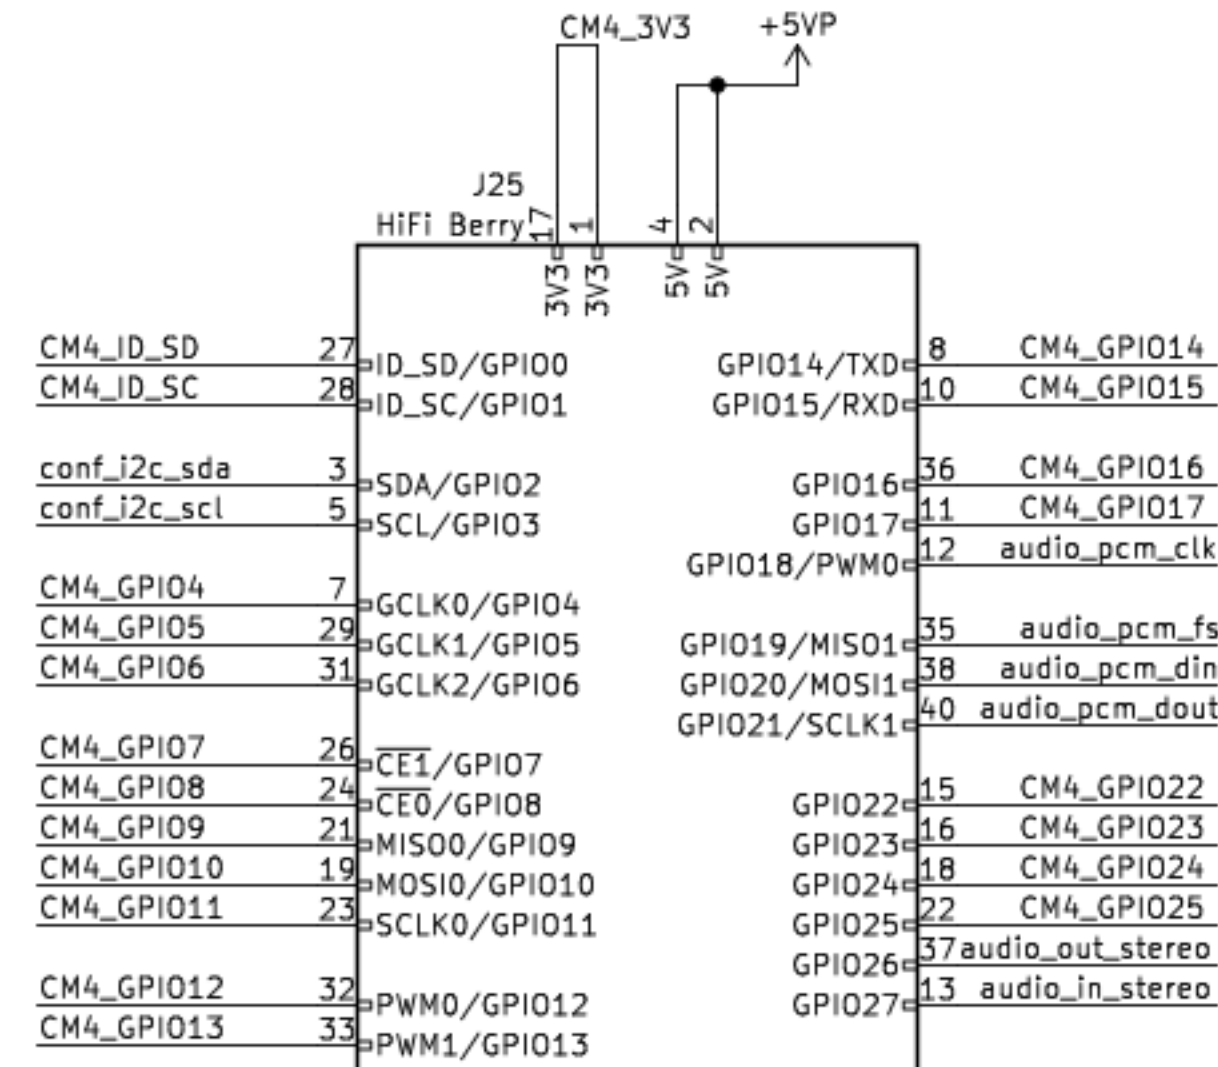 CM4_3V3
+5VP
J25
HiFi Berry
17
1
4
2
3V3
3V3
5V
5V
CM4_ID_SD 27 ID_SD/GPIO0 GPIO14/TXD 8 CM4_GPIO14
CM4_ID_SC 28 ID_SC/GPIO1 GPIO15/RXD 10 CM4_GPIO15
conf_i2c_sda 3 SDA/GPIO2 GPIO16 36 CM4_GPIO16
conf_i2c_scl 5 SCL/GPIO3 GPIO17 11 CM4_GPIO17
GPIO18/PWM0 12 audio_pcm_clk
CM4_GPIO4 7 GCLK0/GPIO4
CM4_GPIO5 29 GCLK1/GPIO5 GPIO19/MISO1 35 audio_pcm_fs
CM4_GPIO6 31 GCLK2/GPIO6 GPIO20/MOSI1 38 audio_pcm_din
GPIO21/SCLK1 40 audio_pcm_dout
CM4_GPIO7 26 CE1/GPIO7
CM4_GPIO8 24 CE0/GPIO8 GPIO22 15 CM4_GPIO22
CM4_GPIO9 21 MISO0/GPIO9 GPIO23 16 CM4_GPIO23
CM4_GPIO10 19 MOSI0/GPIO10 GPIO24 18 CM4_GPIO24
CM4_GPIO11 23 SCLK0/GPIO11 GPIO25 22 CM4_GPIO25
GPIO26 37 audio_out_stereo
CM4_GPIO12 32 PWM0/GPIO12 GPIO27 13 audio_in_stereo
CM4_GPIO13 33 PWM1/GPIO13